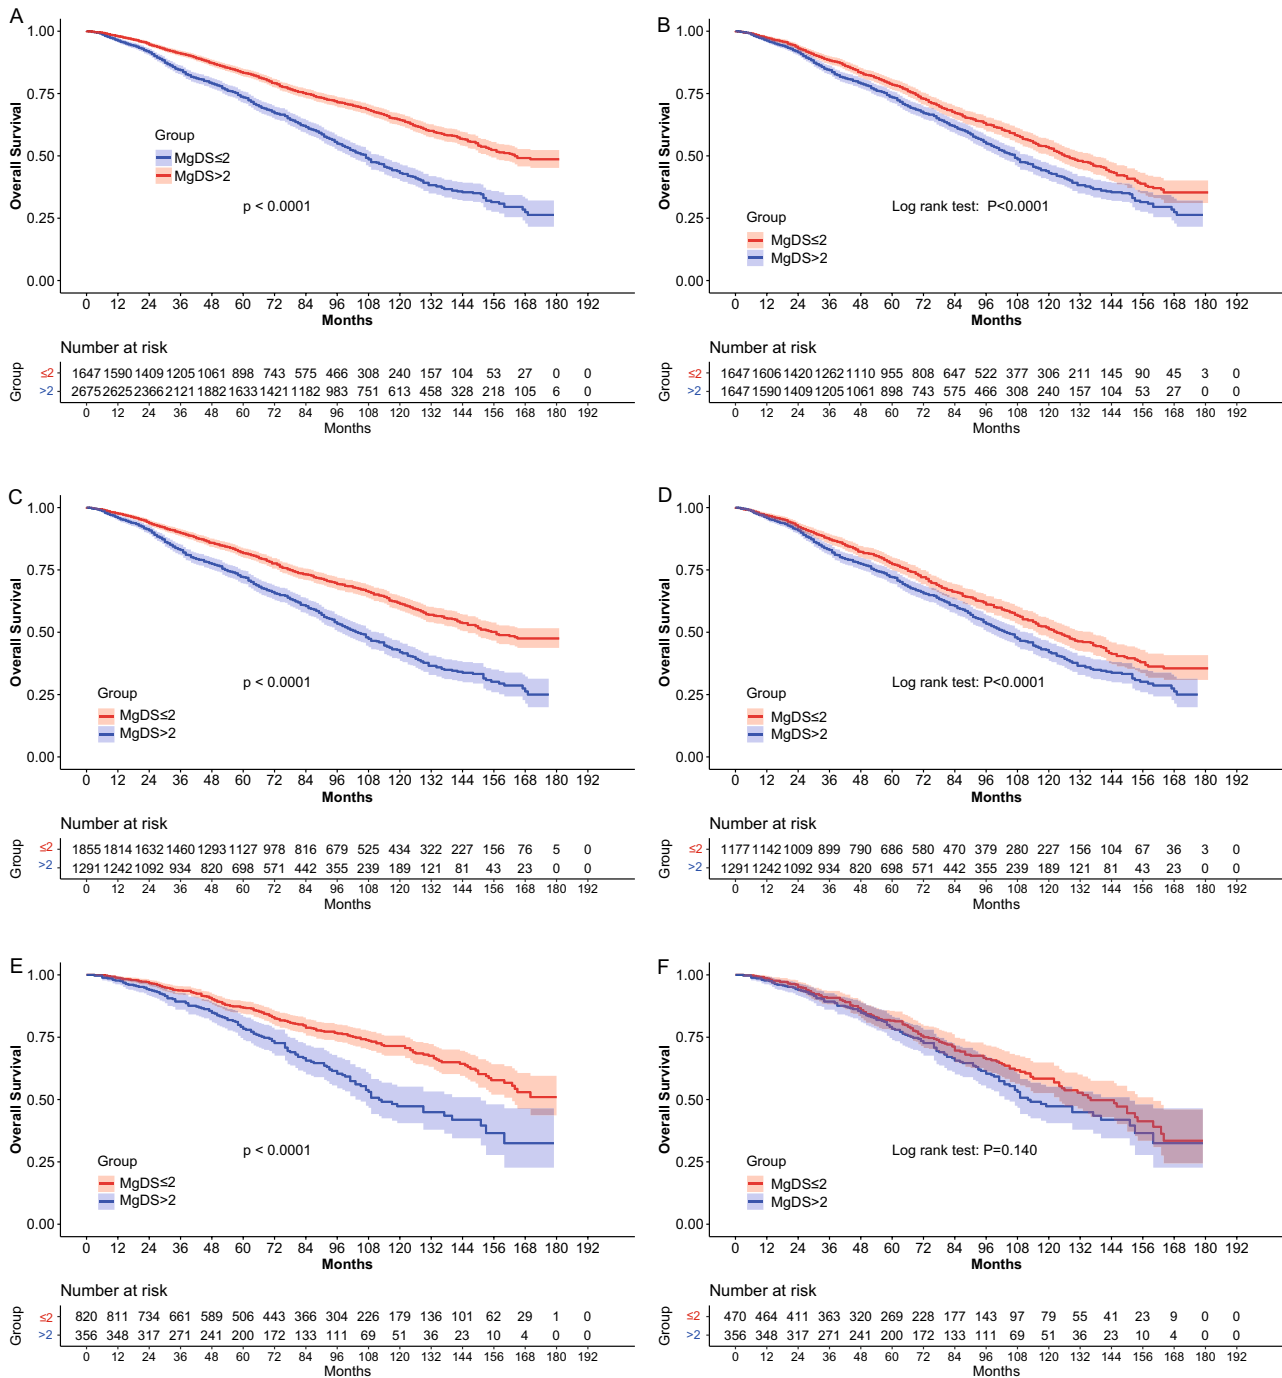 A
1.00
0.75
0.50
0.25
0.00
Overall Survival
Group
MgDS≤2
MgDS>2
p < 0.0001
0 12 24 36 48 60 72 84 96 108 120 132 144 156 168 180 192
Months
Number at risk
Group
≤2 1647 1590 1409 1205 1061 898 743 575 466 308 240 157 104 53 27 0 0
>2 2675 2625 2366 2121 1882 1633 1421 1182 983 751 613 458 328 218 105 6 0
0 12 24 36 48 60 72 84 96 108 120 132 144 156 168 180 192
Months
B
1.00
0.75
0.50
0.25
0.00
Overall Survival
Log rank test: P<0.0001
Group
MgDS≤2
MgDS>2
0 12 24 36 48 60 72 84 96 108 120 132 144 156 168 180 192
Months
Number at risk
Group
≤2 1647 1606 1420 1262 1110 955 808 647 522 377 306 211 145 90 45 3 0
>2 1647 1590 1409 1205 1061 898 743 575 466 308 240 157 104 53 27 0 0
0 12 24 36 48 60 72 84 96 108 120 132 144 156 168 180 192
Months
C
1.00
0.75
0.50
0.25
0.00
Overall Survival
p < 0.0001
Group
MgDS≤2
MgDS>2
0 12 24 36 48 60 72 84 96 108 120 132 144 156 168 180 192
Months
Number at risk
Group
≤2 1855 1814 1632 1460 1293 1127 978 816 679 525 434 322 227 156 76 5 0
>2 1291 1242 1092 934 820 698 571 442 355 239 189 121 81 43 23 0 0
0 12 24 36 48 60 72 84 96 108 120 132 144 156 168 180 192
Months
D
1.00
0.75
0.50
0.25
0.00
Overall Survival
Log rank test: P<0.0001
Group
MgDS≤2
MgDS>2
0 12 24 36 48 60 72 84 96 108 120 132 144 156 168 180 192
Months
Number at risk
Group
≤2 1177 1142 1009 899 790 686 580 470 379 280 227 156 104 67 36 3 0
>2 1291 1242 1092 934 820 698 571 442 355 239 189 121 81 43 23 0 0
0 12 24 36 48 60 72 84 96 108 120 132 144 156 168 180 192
Months
E
1.00
0.75
0.50
0.25
0.00
Overall Survival
p < 0.0001
Group
MgDS≤2
MgDS>2
0 12 24 36 48 60 72 84 96 108 120 132 144 156 168 180 192
Months
Number at risk
Group
≤2 820 811 734 661 589 506 443 366 304 226 179 136 101 62 29 1 0
>2 356 348 317 271 241 200 172 133 111 69 51 36 23 10 4 0 0
0 12 24 36 48 60 72 84 96 108 120 132 144 156 168 180 192
Months
F
1.00
0.75
0.50
0.25
0.00
Overall Survival
Log rank test: P=0.140
Group
MgDS≤2
MgDS>2
0 12 24 36 48 60 72 84 96 108 120 132 144 156 168 180 192
Months
Number at risk
Group
≤2 470 464 411 363 320 269 228 177 143 97 79 55 41 23 9 0 0
>2 356 348 317 271 241 200 172 133 111 69 51 36 23 10 4 0 0
0 12 24 36 48 60 72 84 96 108 120 132 144 156 168 180 192
Months